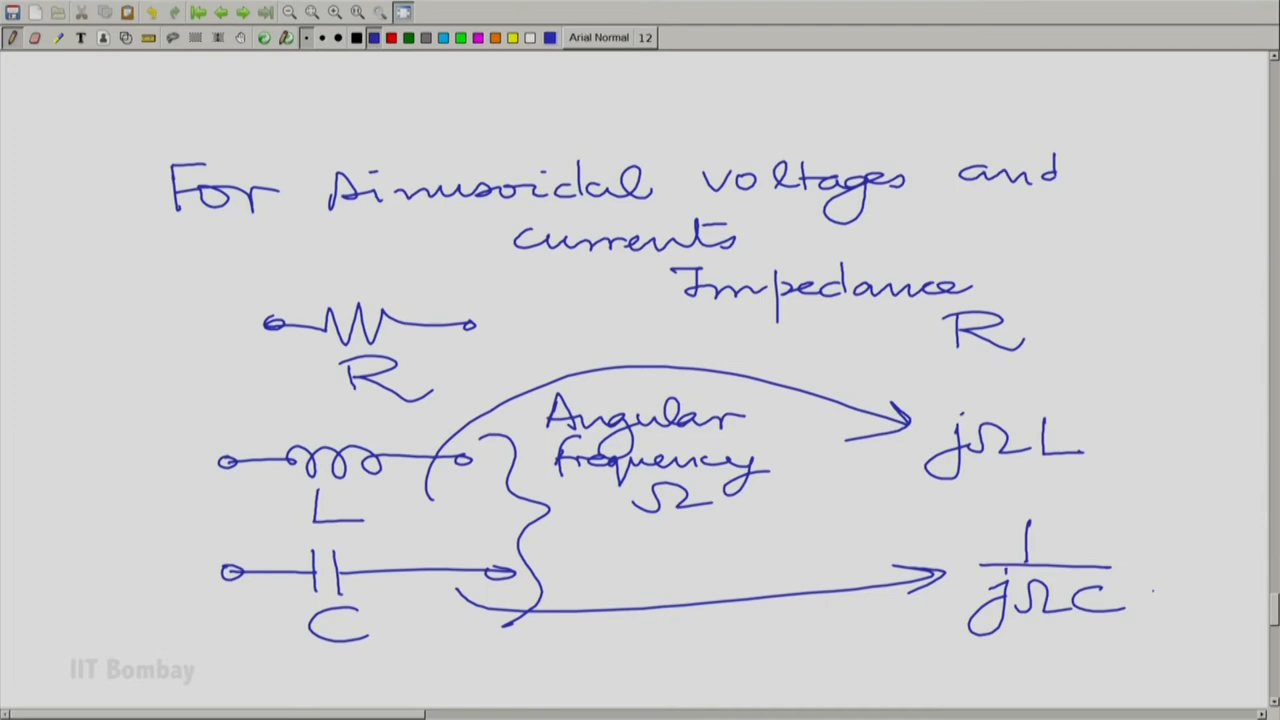 Arial Normal 12
For sinusoidal voltages and
currents
Impedance
R
R
Angular
frequency
Ω
jΩL
L
1
jΩC
C
IIT Bombay